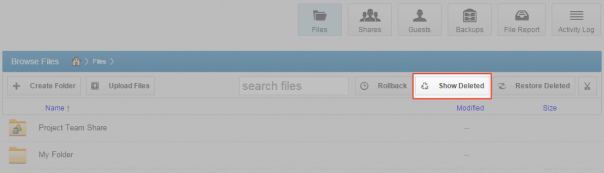 Files Shares Guests Backups File Report Activity Log
Browse Files Files
Create Folder Upload Files search files Rollback Show Deleted Restore Deleted
Name ↑ Modified Size
Project Team Share --
My Folder --